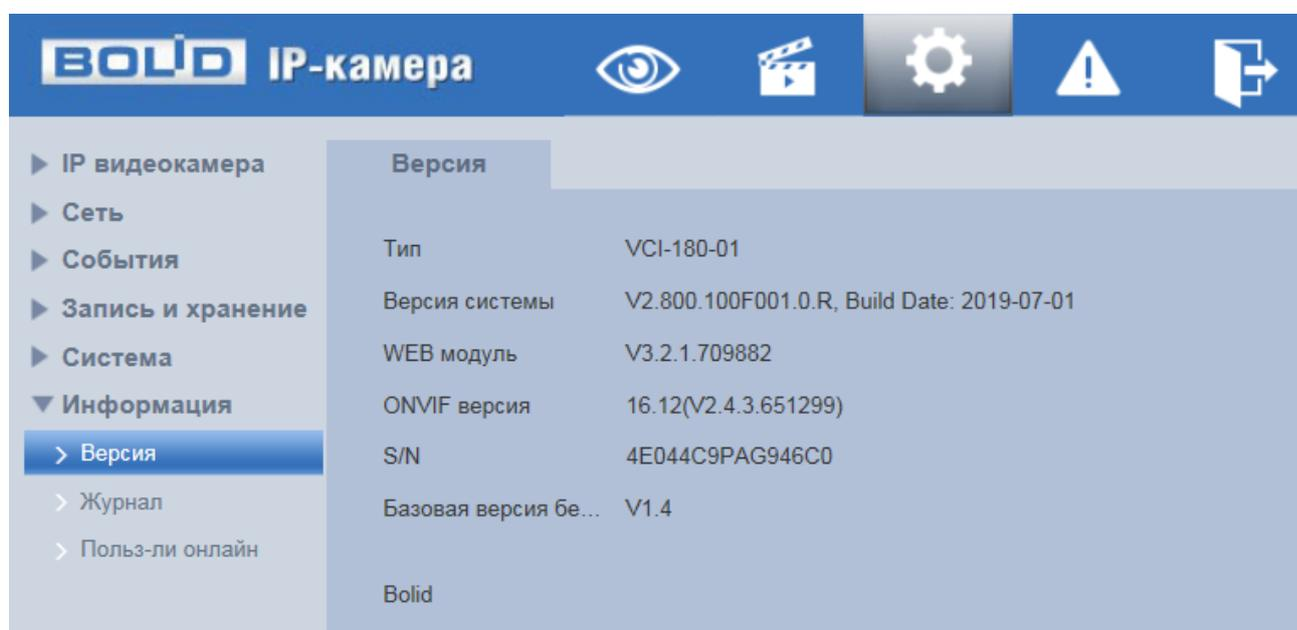 BOLID IP-камера
IP видеокамера
Сеть
События
Запись и хранение
Система
Информация
Версия
Журнал
Польз-ли онлайн
Версия
Тип VCI-180-01
Версия системы V2.800.100F001.0.R, Build Date: 2019-07-01
WEB модуль V3.2.1.709882
ONVIF версия 16.12(V2.4.3.651299)
S/N 4E044C9PAG946C0
Базовая версия бе... V1.4
Bolid